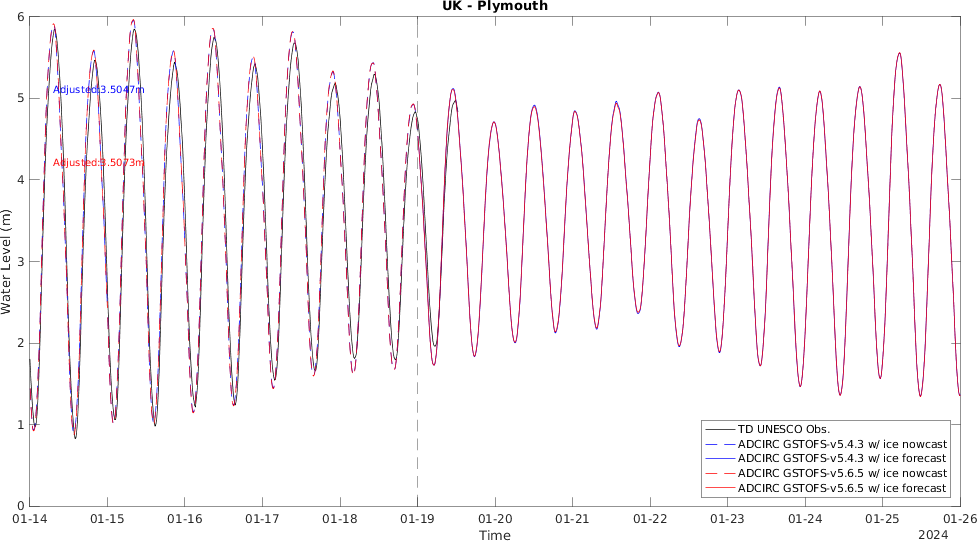 UK - Plymouth
6
5
4
3
2
1
0
Water Level (m)
Adjusted:3.5047m
Adjusted:3.5073m
TD UNESCO Obs.
ADCIRC GSTOFS-v5.4.3 w/ ice nowcast
ADCIRC GSTOFS-v5.4.3 w/ ice forecast
ADCIRC GSTOFS-v5.6.5 w/ ice nowcast
ADCIRC GSTOFS-v5.6.5 w/ ice forecast
01-14 01-15 01-16 01-17 01-18 01-19 01-20 01-21 01-22 01-23 01-24 01-25 01-26
Time
2024